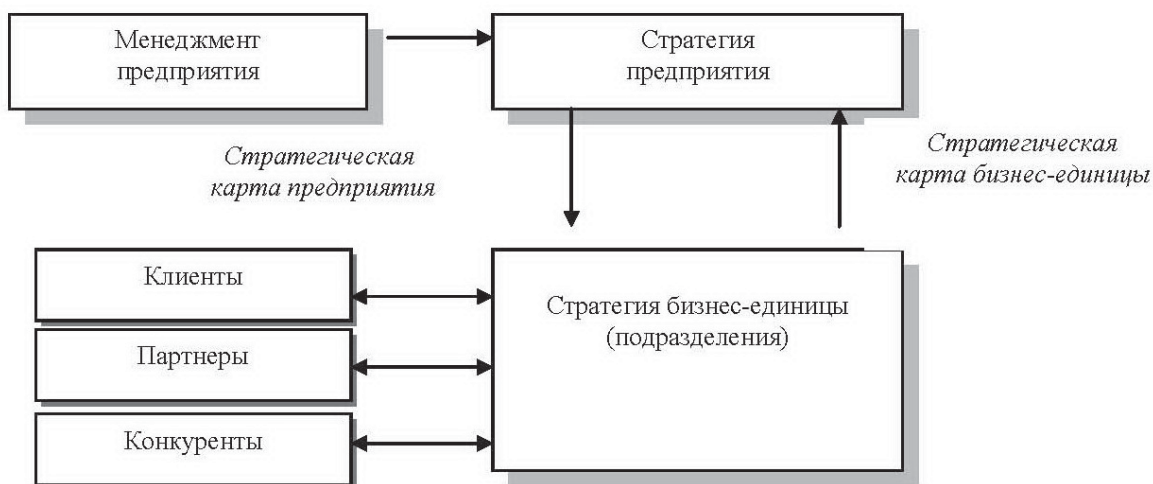 Менеджмент
предприятия
Стратегия
предприятия
Стратегическая
карта предприятия
Стратегическая
карта бизнес-единицы
Клиенты
Партнеры
Конкуренты
Стратегия бизнес-единицы
(подразделения)